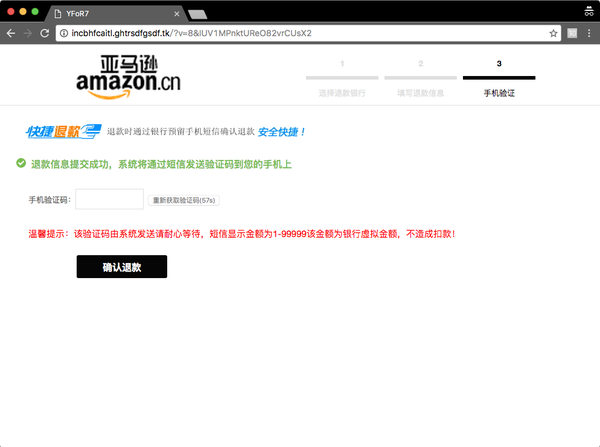 YFoR7
incbhfcaitl.ghtrsdfgsdf.tk/?v=8&IUV1MPnktUReO82vrCUsX2
亚马逊
amazon.cn
1
2
3
选择退款银行
填写退款信息
手机验证
快捷退款 退款时通过银行预留手机短信确认退款 安全快捷！
退款信息提交成功，系统将通过短信发送验证码到您的手机上
手机验证码： 重新获取验证码(57s)
温馨提示：该验证码由系统发送请耐心等待，短信显示金额为1-99999该金额为银行虚拟金额，不造成扣款！
确认退款